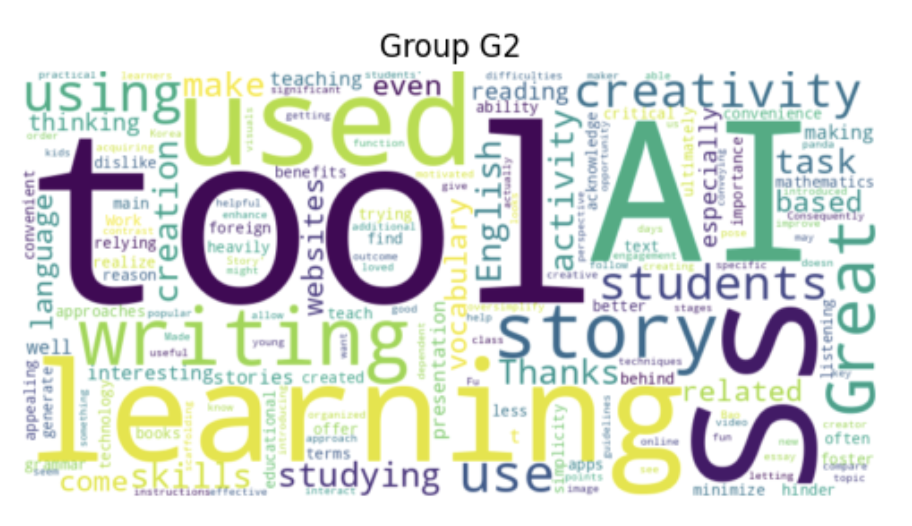 Group G2
practical learners
using make teaching students' difficulties maker able
used significant even reading creativity
thinking Korea getting ability critical us convenience
order acquiring visuals function making
kids dislike creation benefits motivated English activity acknowledge opportunity ultimately especially conveying importance panda task
tool AI
convenient main helpful give actually mathematics
language Work enhance trying perspective introduced based
contrast foreign additional Consequently
relying heavily websites find days pose improve
realize Story outcome text may
reason might loved vocabulary engagement specific doesn
creative follow creating students Great
approaches popular allow teach good oversimplify better stages
writing Made help story SS
well useful young want dependent presentation class listening
appealing generate interesting stories created Thanks techniques behind key
learning Fu related
something technology scaffolding know educational introducing organized less simplicity guidelines Bao creator
books offer t online video often
approach fun new
grammar terms see essay foster
seem skills studying use apps letting compare
come points topic
instructions effective interact image minimize hinder